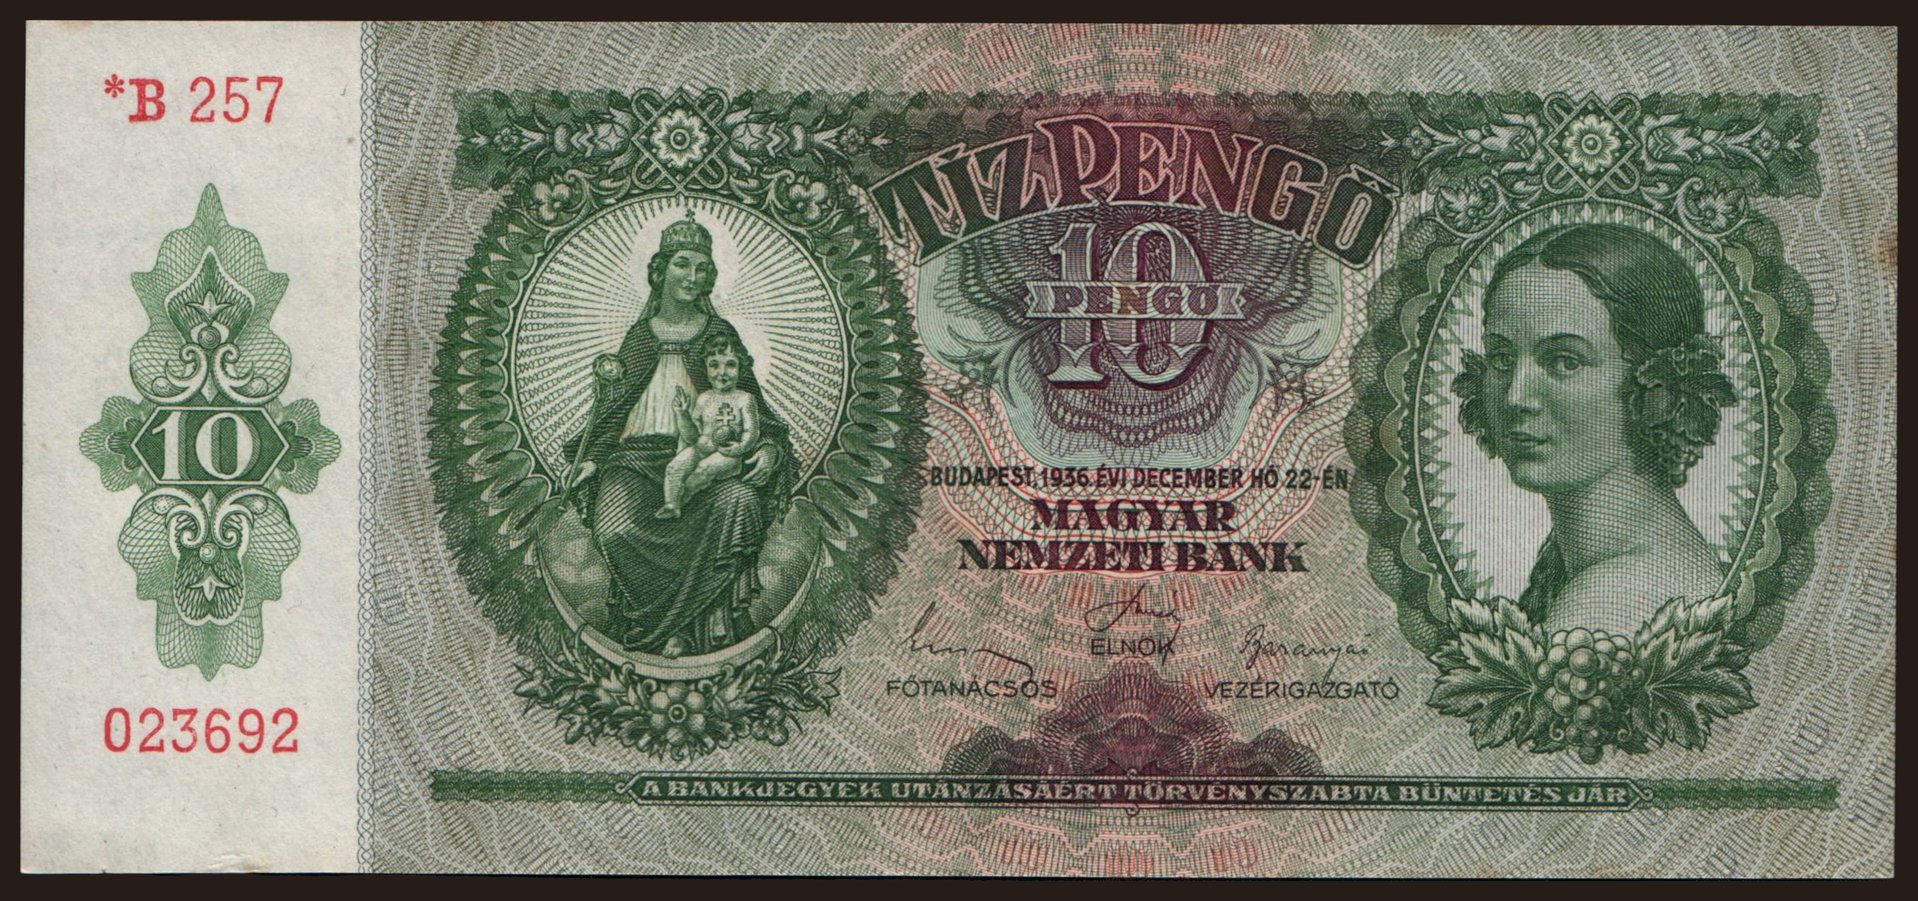 *B 257
10
023692
TÍZ PENGŐ
10
PENGŐ
BUDAPEST, 1936. ÉVI DECEMBER HÓ 22-ÉN
MAGYAR
NEMZETI BANK
ELNÖK
FŐTANÁCSOS VEZÉRIGAZGATÓ
A BANKJEGYEK UTÁNZÁSÁÉRT TÖRVÉNYSZABTA BÜNTETÉS JÁR